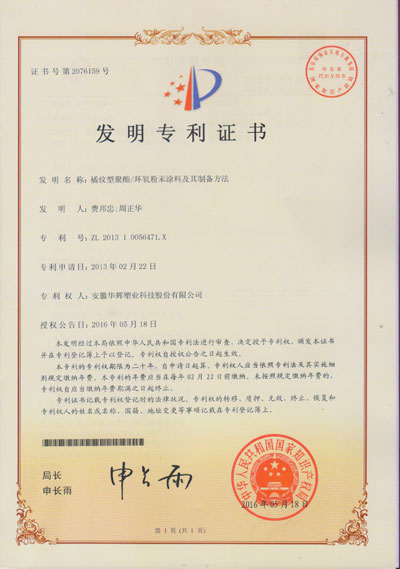 证书号第2076159号
发明专利证书
发 明 名 称：橘纹型聚酯/环氧粉末涂料及其制备方法
发 明 人：费邦忠;周正华
专 利 号：ZL 2013 1 0056471.X
专利申请日：2013年02月22日
专 利 权 人：安徽华辉塑业科技股份有限公司
授权公告日：2016年05月18日
本发明经过本局依照中华人民共和国专利法进行审查，决定授予专利权，颁发本证书
并在专利登记簿上予以登记。专利权自授权公告之日起生效。
本专利的专利权期限为二十年，自申请日起算。专利权人应当依照专利法及其实施细
则规定缴纳年费。本专利的年费应当在每年02月22日前缴纳。未按照规定缴纳年费的，
专利权自应当缴纳年费期满之日起终止。
专利证书记载专利权登记时的法律状况。专利权的转移、质押、无效、终止、恢复和
专利权人的姓名或名称、国籍、地址变更等事项记载在专利登记簿上。
局长
申长雨
申长雨
中华人民共和国国家知识产权局
2016年05月18日
第1页(共1页)